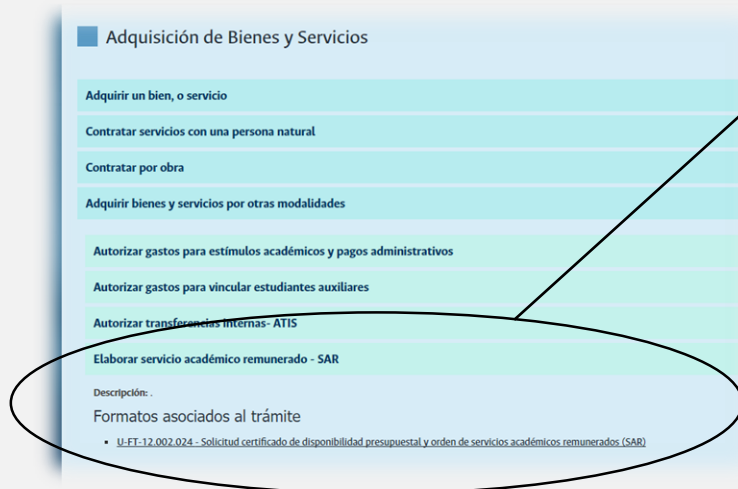 Adquisición de Bienes y Servicios
Adquirir un bien, o servicio
Contratar servicios con una persona natural
Contratar por obra
Adquirir bienes y servicios por otras modalidades
Autorizar gastos para estímulos académicos y pagos administrativos
Autorizar gastos para vincular estudiantes auxiliares
Autorizar transferencias internas- ATIS
Elaborar servicio académico remunerado - SAR
Descripción: .
Formatos asociados al trámite
▪ U-FT-12.002.024 - Solicitud certificado de disponibilidad presupuestal y orden de servicios académicos remunerados (SAR)